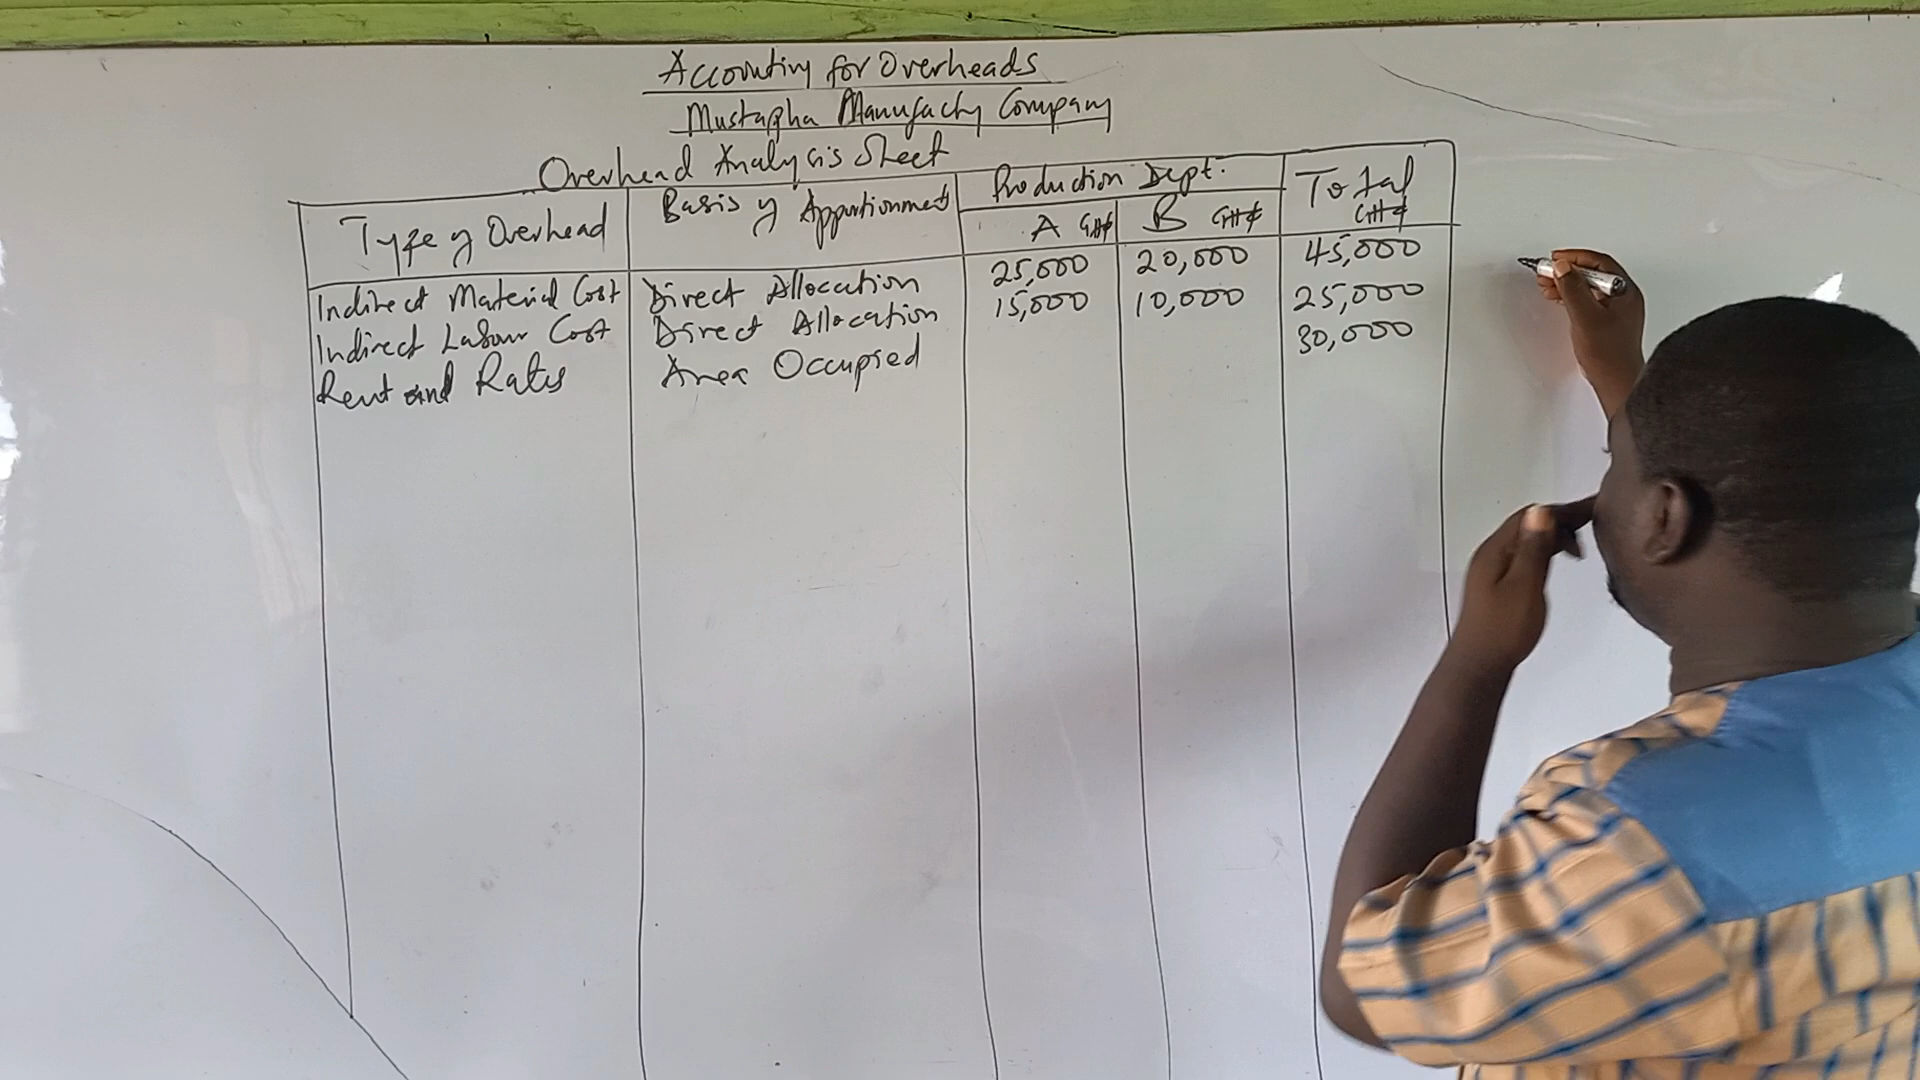 Accounting for Overheads
Mustapha Manufacty Company
Overhead Analysis Sheet
Type of Overhead Basis of Apportionment Production Dept. Total
A GH¢ B GH¢ GH¢
Indirect Material Cost Direct Allocation 25,000 20,000 45,000
Indirect Labour Cost Direct Allocation 15,000 10,000 25,000
Rent and Rates Area Occupied 30,000